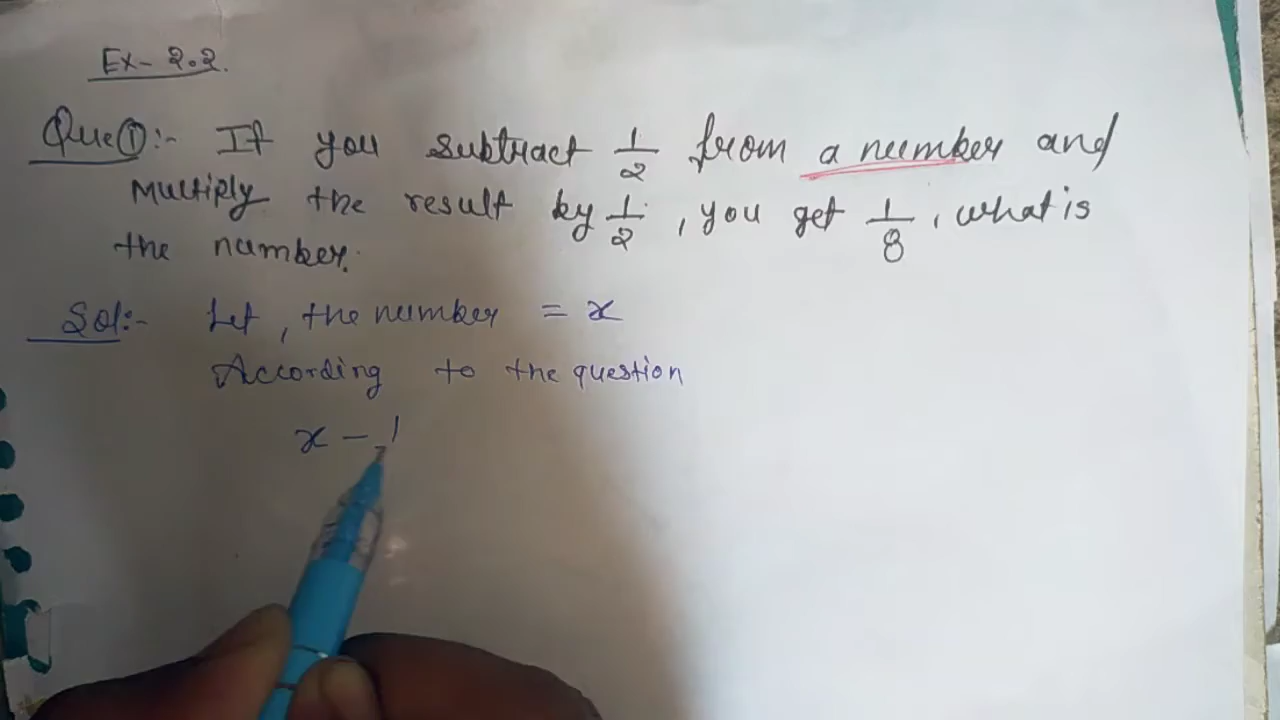 Ex- 2.2.
Que①:- If you subtract 1/2 from a number and
Multiply the result by 1/2, you get 1/8, what is
the number.
Sol:- Let, the number = x
According to the question
x - 1